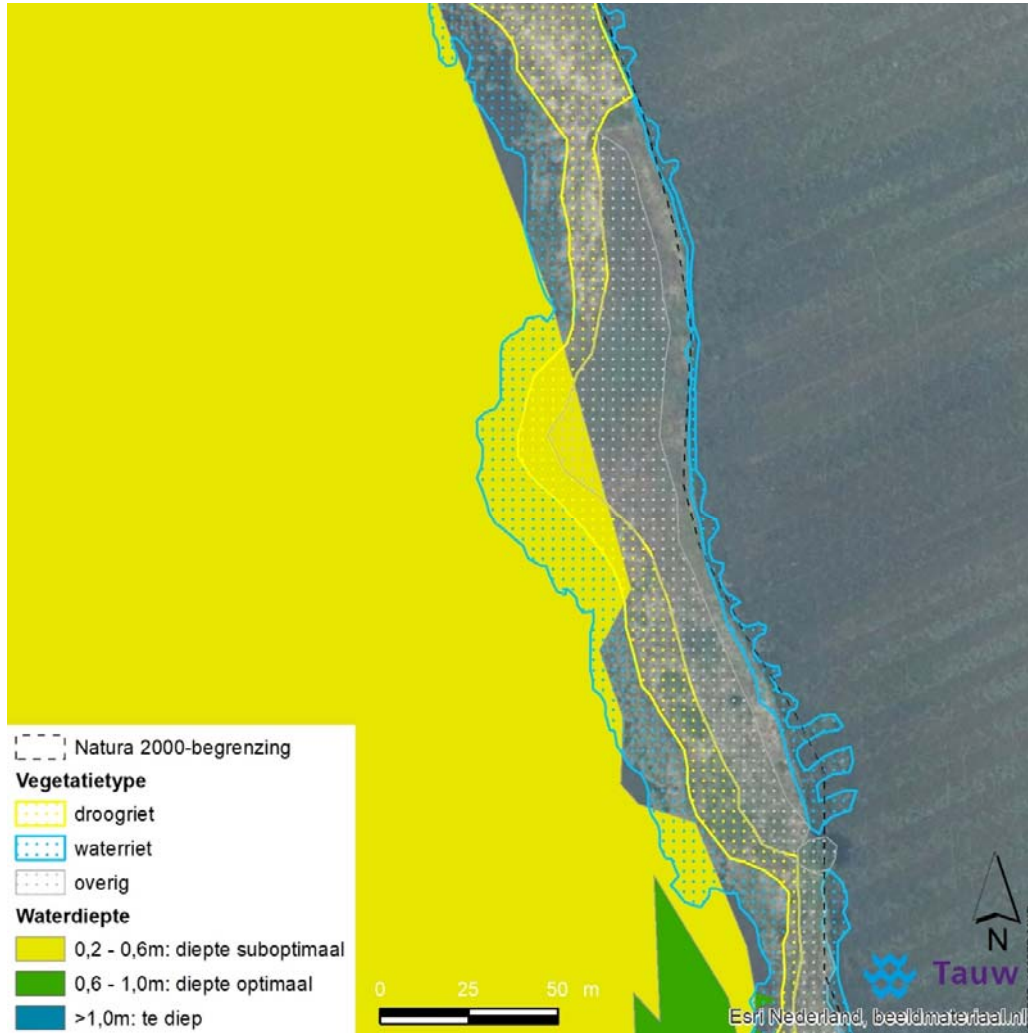 Natura 2000-begrenzing
Vegetatietype
droogriet
waterriet
overig
Waterdiepte
0,2 - 0,6m: diepte suboptimaal
0,6 - 1,0m: diepte optimaal
>1,0m: te diep
0 25 50 m
N
Tauw
Esri Nederland, beeldmateriaal.nl